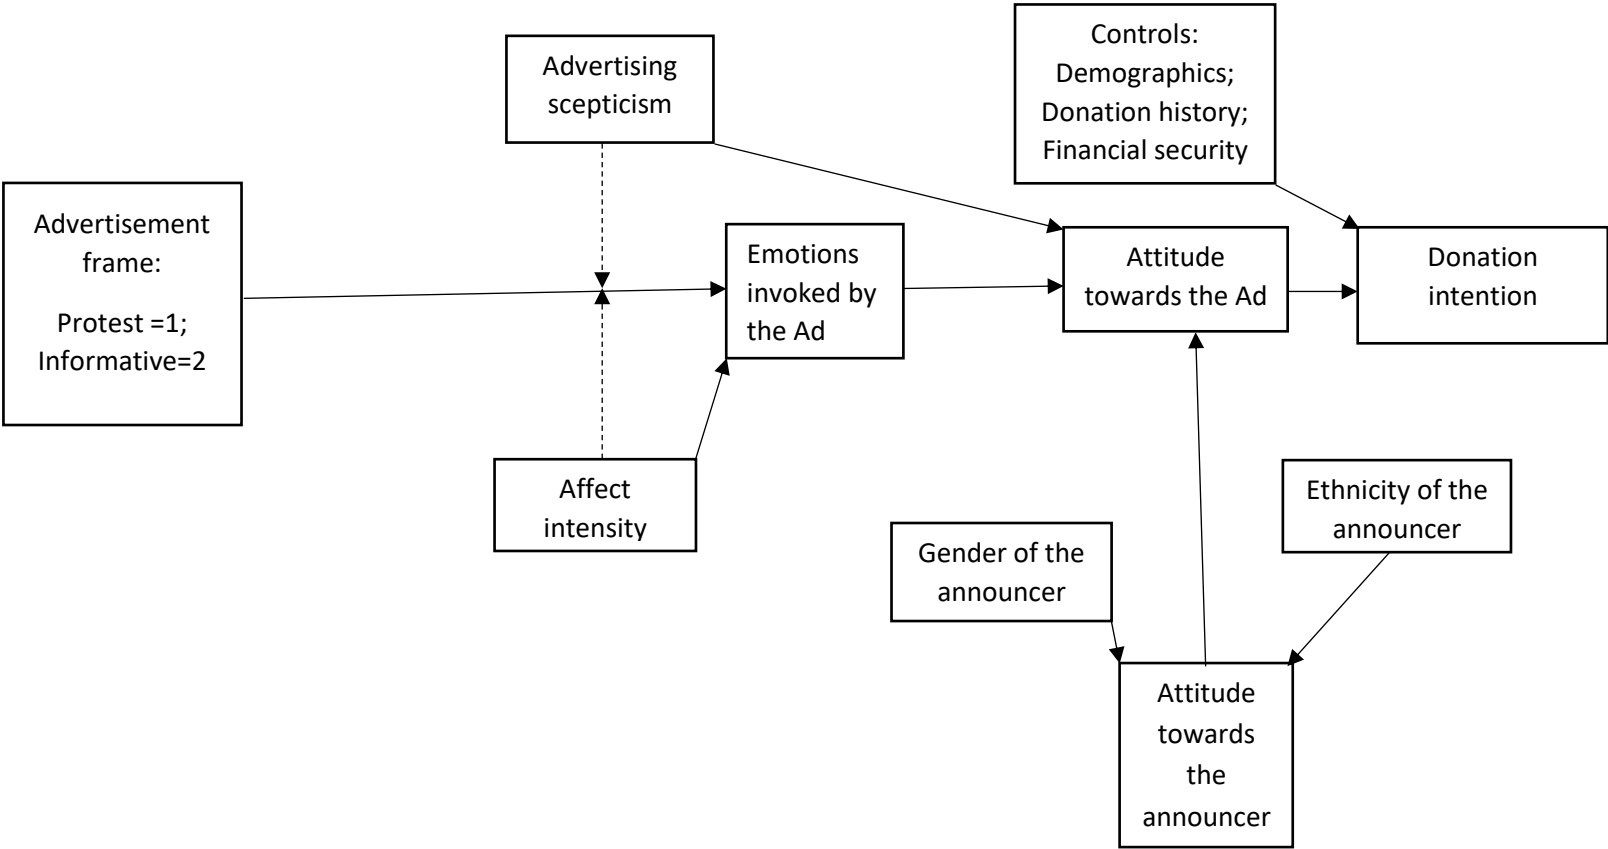 Controls:
Demographics;
Donation history;
Financial security
Advertising
scepticism
Advertisement
frame:
Protest =1;
Informative=2
Emotions
invoked by
the Ad
Attitude
towards the Ad
Donation
intention
Affect
intensity
Gender of the
announcer
Ethnicity of the
announcer
Attitude
towards
the
announcer